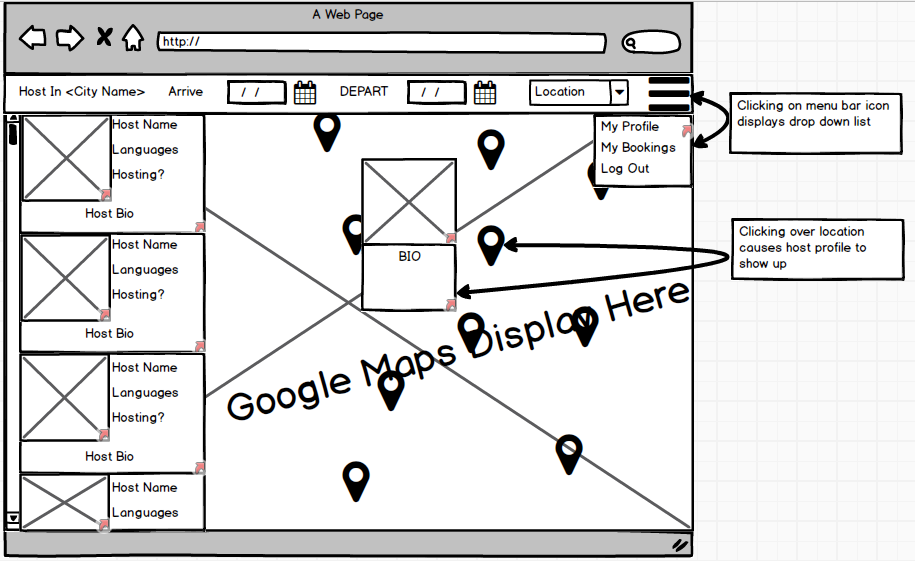 A Web Page
http://
Host In <City Name>
Arrive
/ /
DEPART
/ /
Location
Clicking on menu bar icon
displays drop down list
My Profile
My Bookings
Log Out
Host Name
Languages
Hosting?
Host Bio
Host Name
Languages
Hosting?
Host Bio
Host Name
Languages
Hosting?
Host Bio
Host Name
Languages
BIO
Clicking over location
causes host profile to
show up
Google Maps Display Here